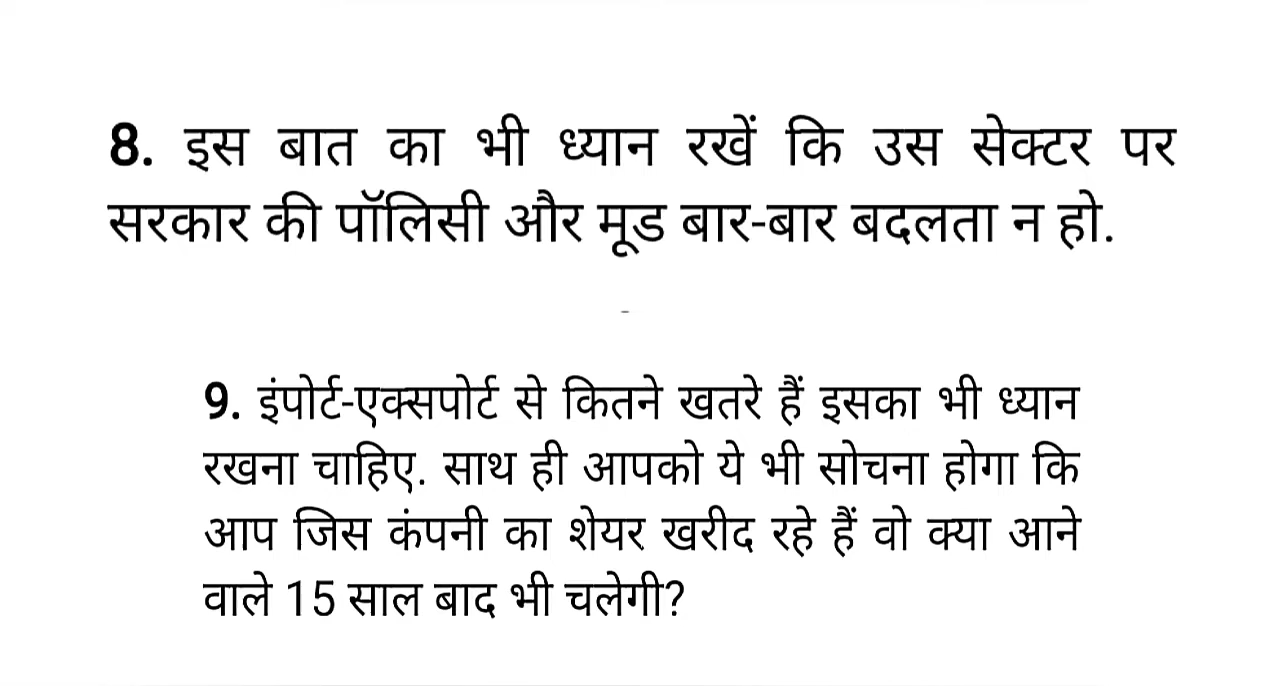 8. इस बात का भी ध्यान रखें कि उस सेक्टर पर
सरकार की पॉलिसी और मूड बार-बार बदलता न हो.
-
9. इंपोर्ट-एक्सपोर्ट से कितने खतरे हैं इसका भी ध्यान
रखना चाहिए. साथ ही आपको ये भी सोचना होगा कि
आप जिस कंपनी का शेयर खरीद रहे हैं वो क्या आने
वाले 15 साल बाद भी चलेगी?